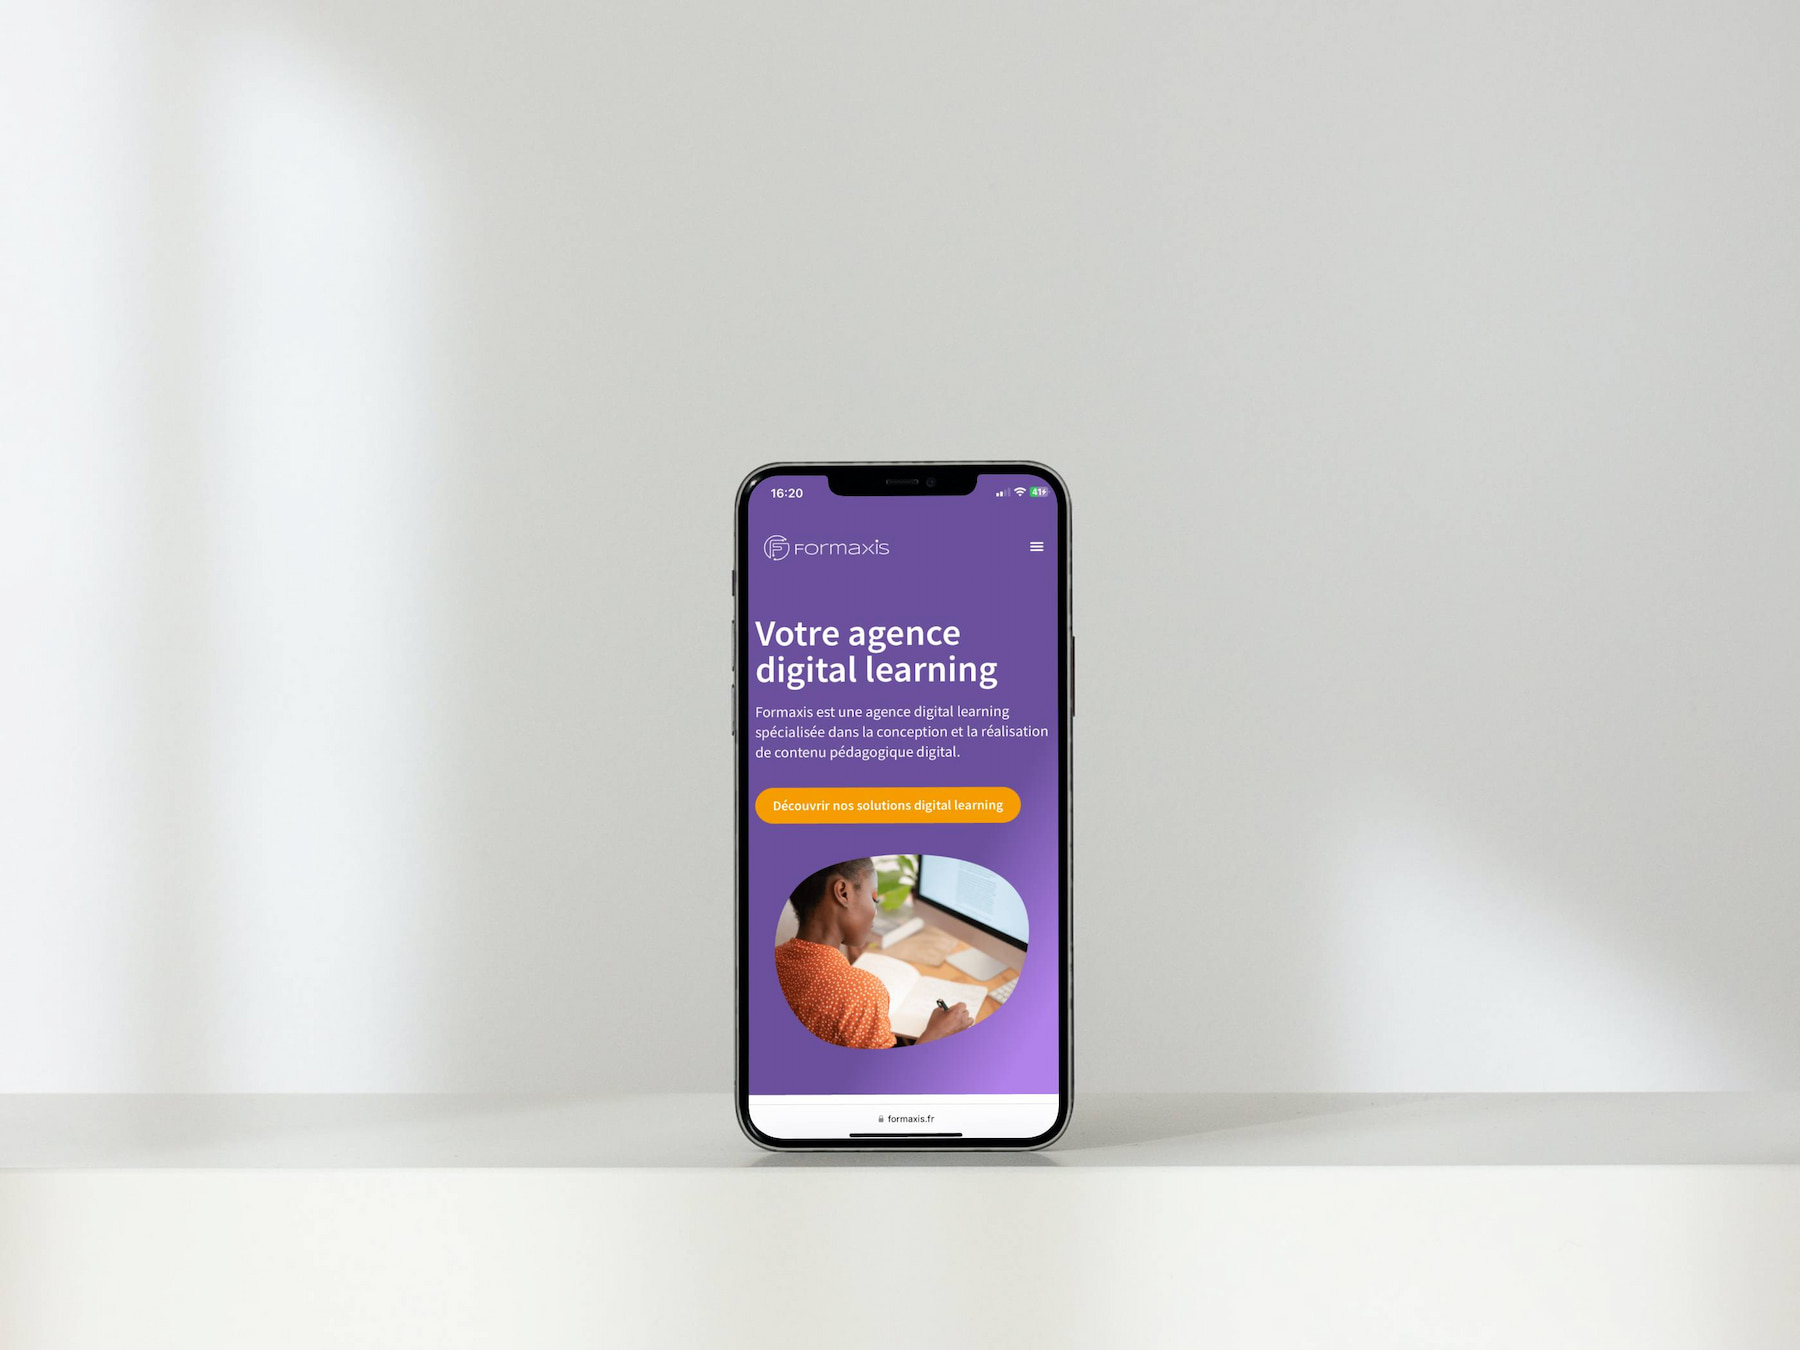 16:20
41
Formaxis
Votre agence
digital learning
Formaxis est une agence digital learning
spécialisée dans la conception et la réalisation
de contenu pédagogique digital.
Découvrir nos solutions digital learning
formaxis.fr